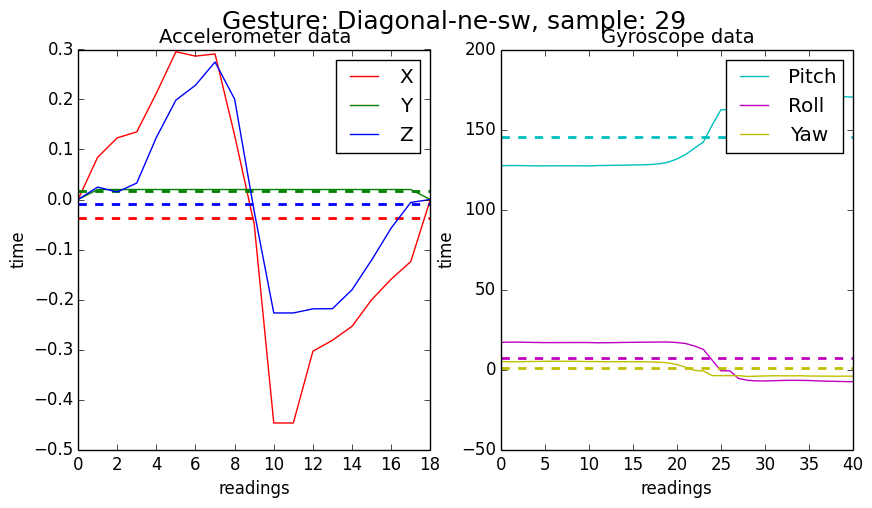 Gesture: Diagonal-ne-sw, sample: 29
Accelerometer data
X
Y
Z
0.3
0.2
0.1
0.0
−0.1
−0.2
−0.3
−0.4
−0.5
time
0 2 4 6 8 10 12 14 16 18
readings
Gyroscope data
Pitch
Roll
Yaw
200
150
100
50
0
−50
time
0 5 10 15 20 25 30 35 40
readings